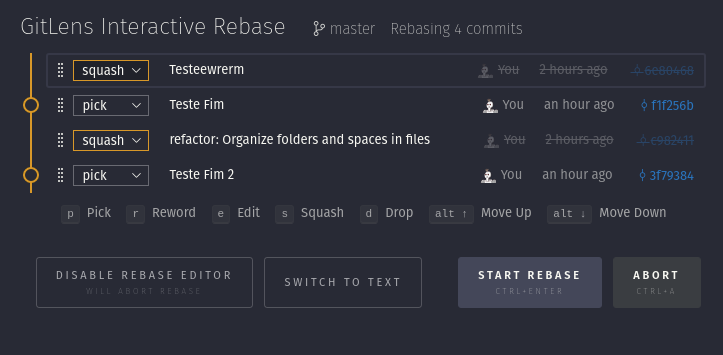 GitLens Interactive Rebase master Rebasing 4 commits
squash Testeewrerm You 2 hours ago 6e80468
pick Teste Fim You an hour ago f1f256b
squash refactor: Organize folders and spaces in files You 2 hours ago c982411
pick Teste Fim 2 You an hour ago 3f79384
p Pick r Reword e Edit s Squash d Drop alt ↑ Move Up alt ↓ Move Down
DISABLE REBASE EDITOR SWITCH TO TEXT START REBASE ABORT
WILL ABORT REBASE CTRL+ENTER CTRL+A